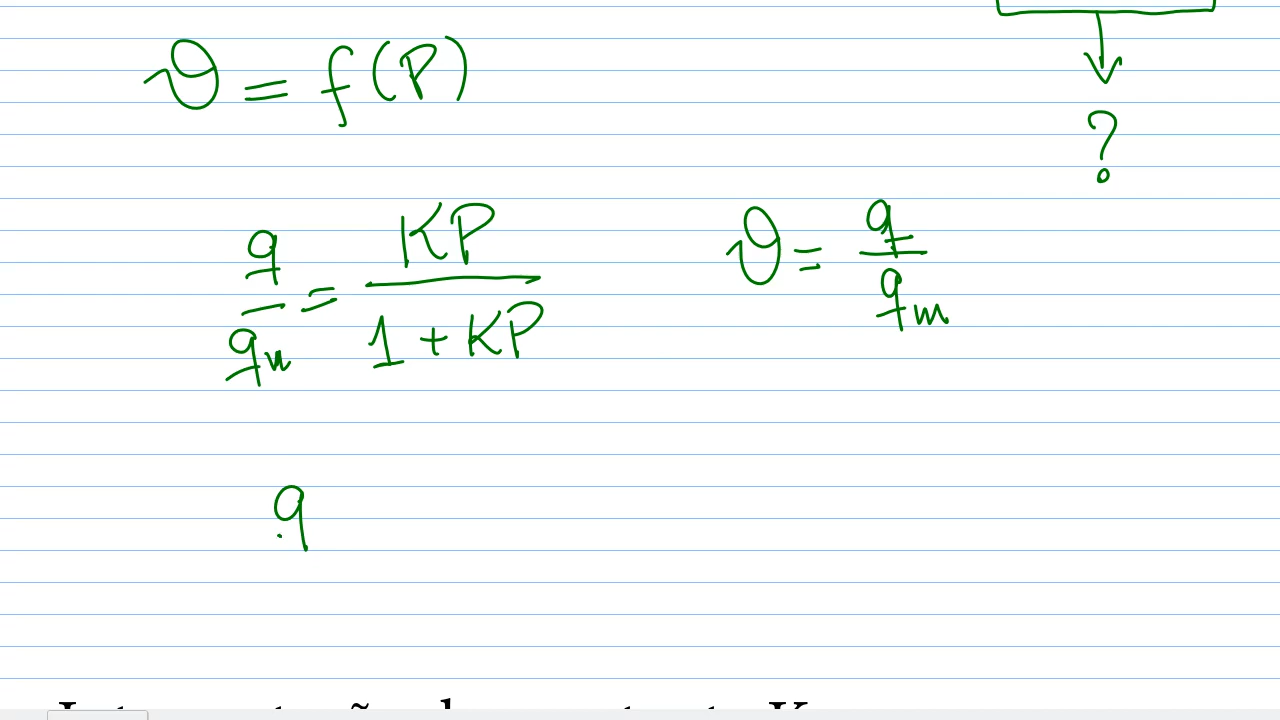 ϑ = f(P)
?
q/qm = KP/(1 + KP)
ϑ = q/qm
q